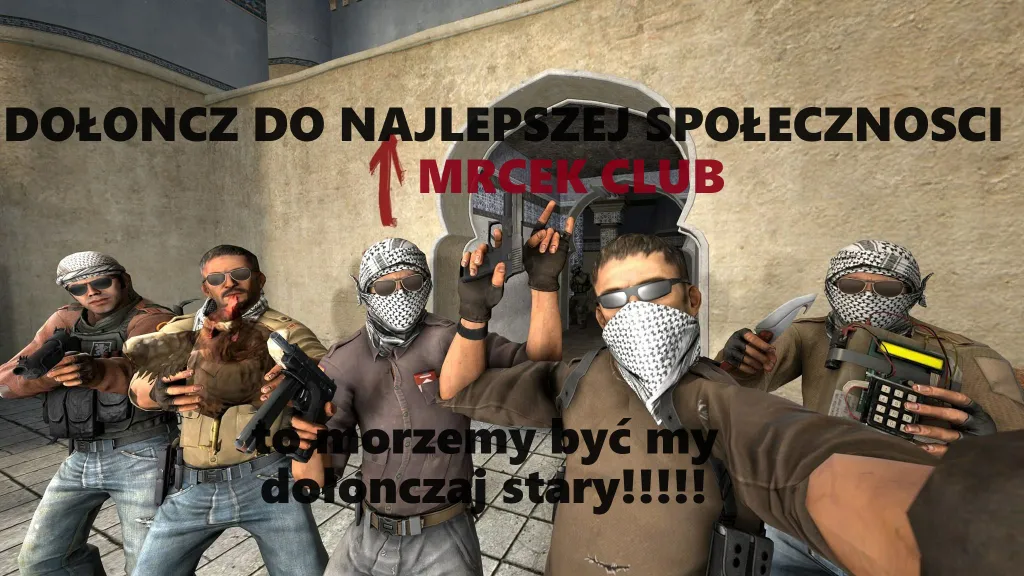 DOŁONCZ DO NAJLEPSZEJ SPOŁECZNOSCI
MRCEK CLUB
to morzemy być my
dołonczaj stary!!!!!